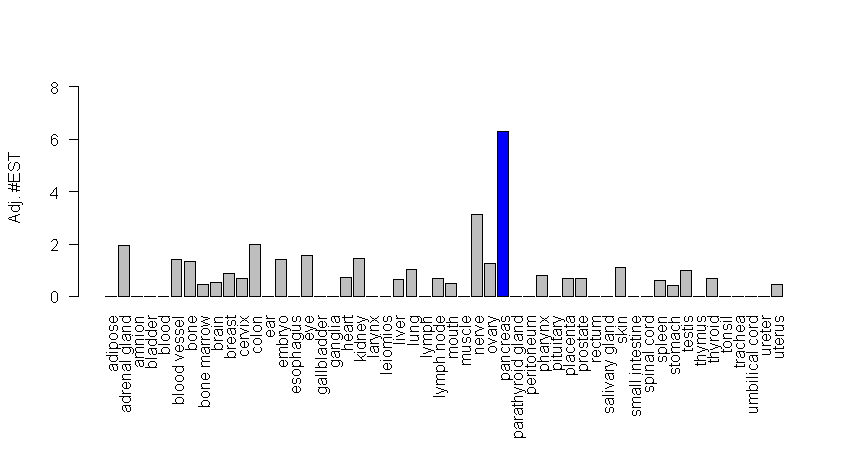 8
6
4
2
0
Adj. #EST
adipose
adrenal gland
amnion
bladder
blood
blood vessel
bone
bone marrow
brain
breast
cervix
colon
ear
embryo
esophagus
eye
gallbladder
ganglia
heart
kidney
larynx
leiomios
liver
lung
lymph
lymph node
mouth
muscle
nerve
ovary
pancreas
parathyroid gland
peritoneum
pharynx
pituitary
placenta
prostate
rectum
salivary gland
skin
small intestine
spinal cord
spleen
stomach
testis
thymus
thyroid
tonsil
trachea
umbilical cord
ureter
uterus